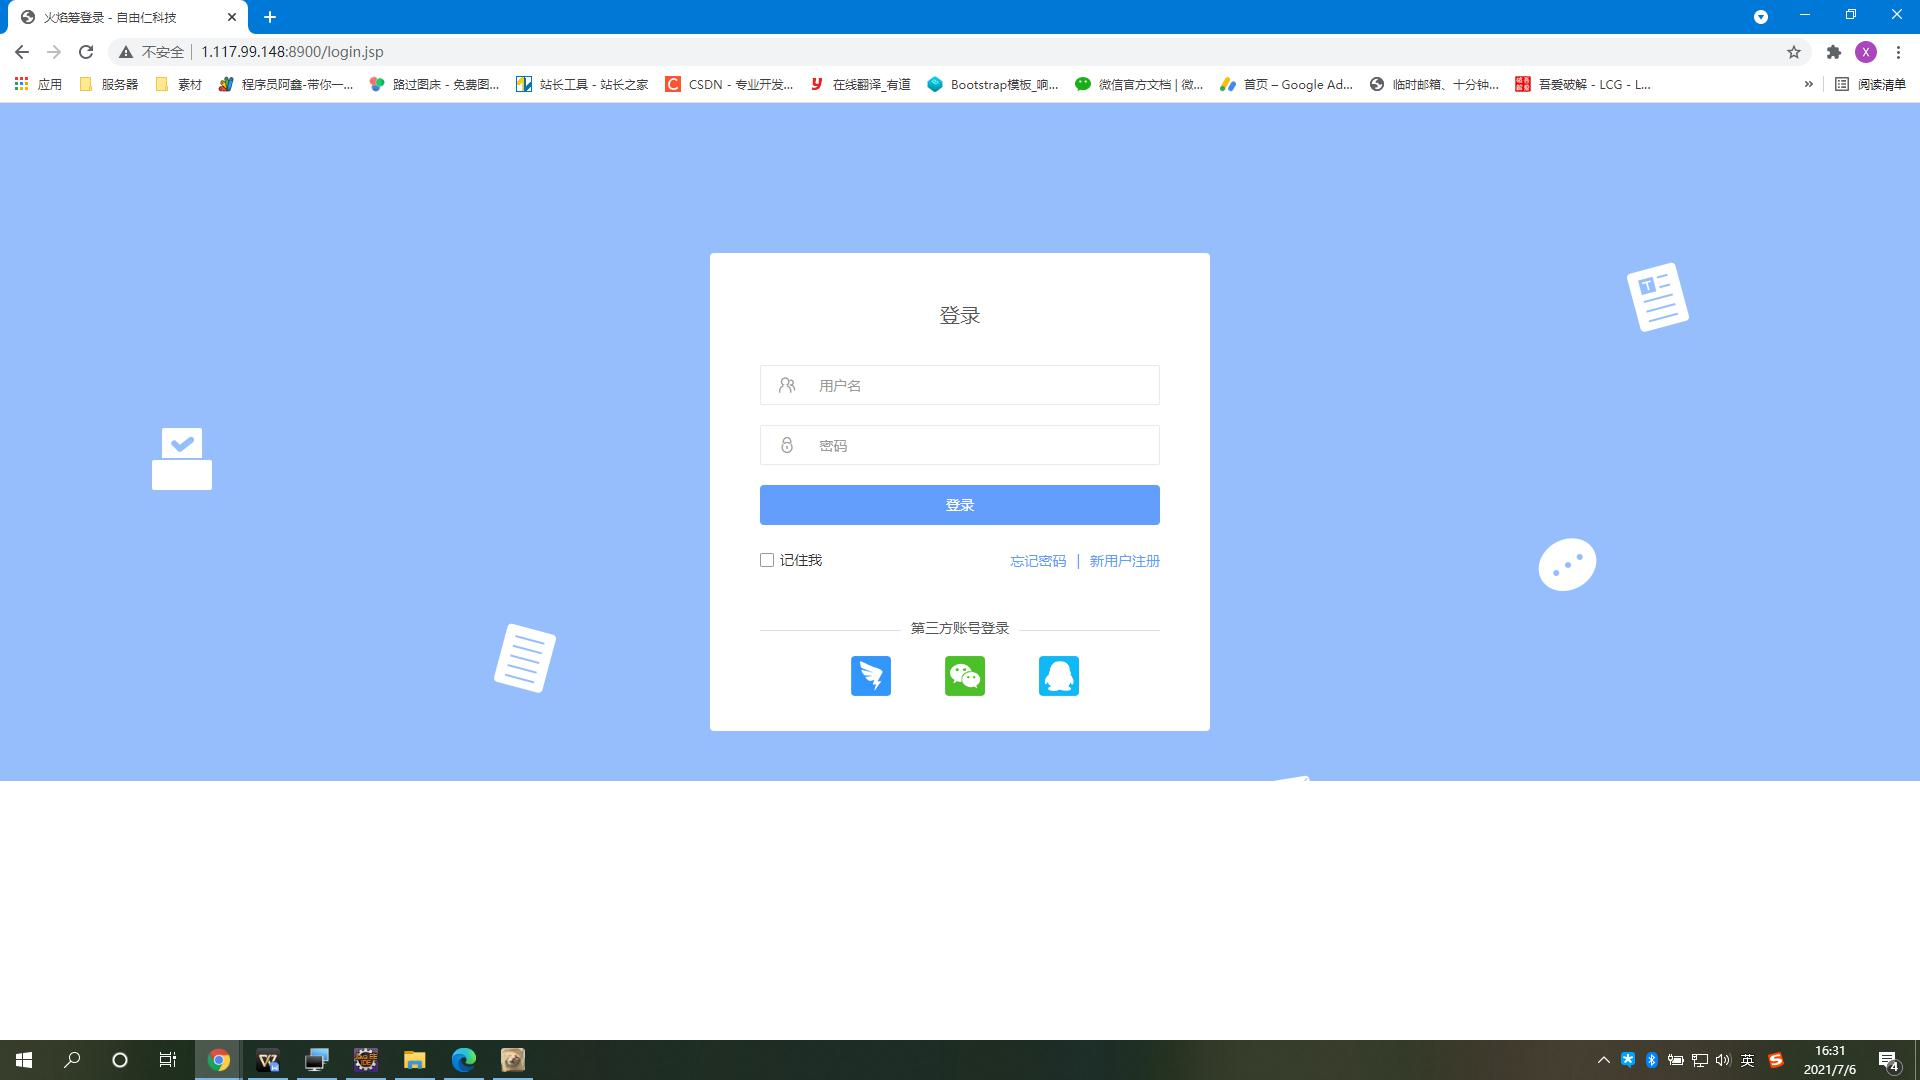 火焰筹登录 - 自由仁科技
不安全 1.117.99.148:8900/login.jsp
应用 服务器 素材 程序员阿鑫-带你一... 路过图床 - 免费图... 站长工具 - 站长之家 CSDN - 专业开发... 在线翻译_有道 Bootstrap模板_响... 微信官方文档 | 微... 首页 – Google Ad... 临时邮箱、十分钟... 吾爱破解 - LCG - L... » 阅读清单
登录
用户名
密码
登录
记住我 忘记密码 | 新用户注册
第三方账号登录
英 16:31
2021/7/6 4